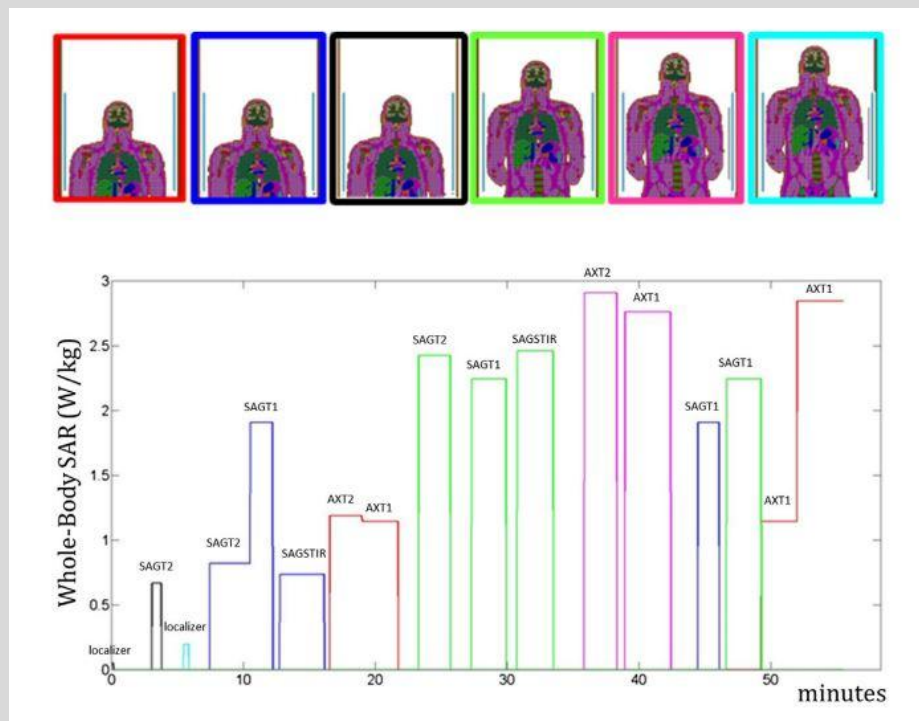 Whole-Body SAR (W/kg)
3
2.5
2
1.5
1
0.5
0
AXT2
AXT1
AXT1
SAGT2
SAGT1
SAGSTIR
SAGT1
SAGT1
SAGT1
AXT2
AXT1
AXT1
SAGT2
SAGT2
SAGSTIR
localizer
localizer
0
10
20
30
40
50
minutes